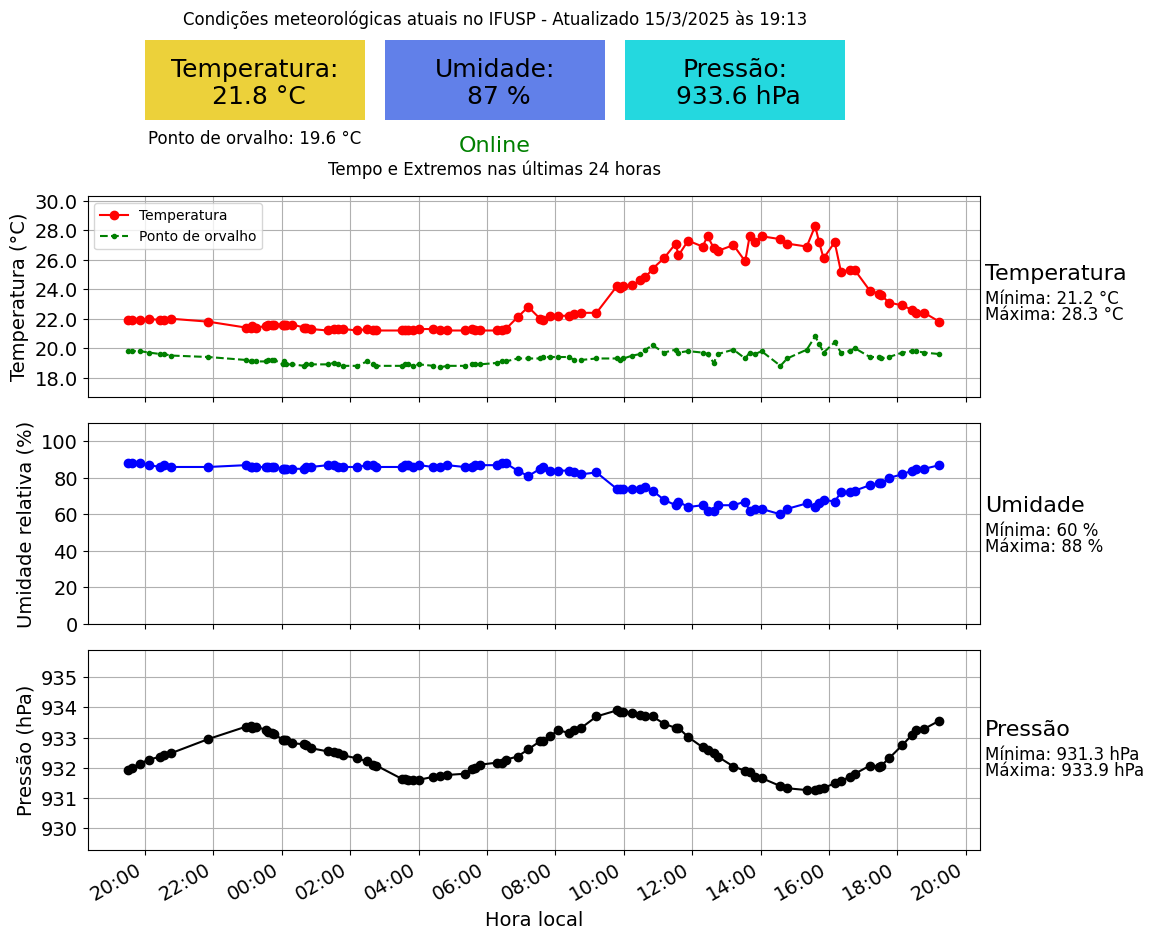 Condições meteorológicas atuais no IFUSP - Atualizado 15/3/2025 às 19:13
Temperatura:
21.8 °C
Umidade:
87 %
Pressão:
933.6 hPa
Ponto de orvalho: 19.6 °C
Online
Tempo e Extremos nas últimas 24 horas
Temperatura (°C)
30.0
28.0
26.0
24.0
22.0
20.0
18.0
Temperatura
Ponto de orvalho
Temperatura
Mínima: 21.2 °C
Máxima: 28.3 °C
Umidade relativa (%)
100
80
60
40
20
0
Umidade
Mínima: 60 %
Máxima: 88 %
Pressão (hPa)
935
934
933
932
931
930
Pressão
Mínima: 931.3 hPa
Máxima: 933.9 hPa
20:00
22:00
00:00
02:00
04:00
06:00
08:00
10:00
12:00
14:00
16:00
18:00
20:00
Hora local